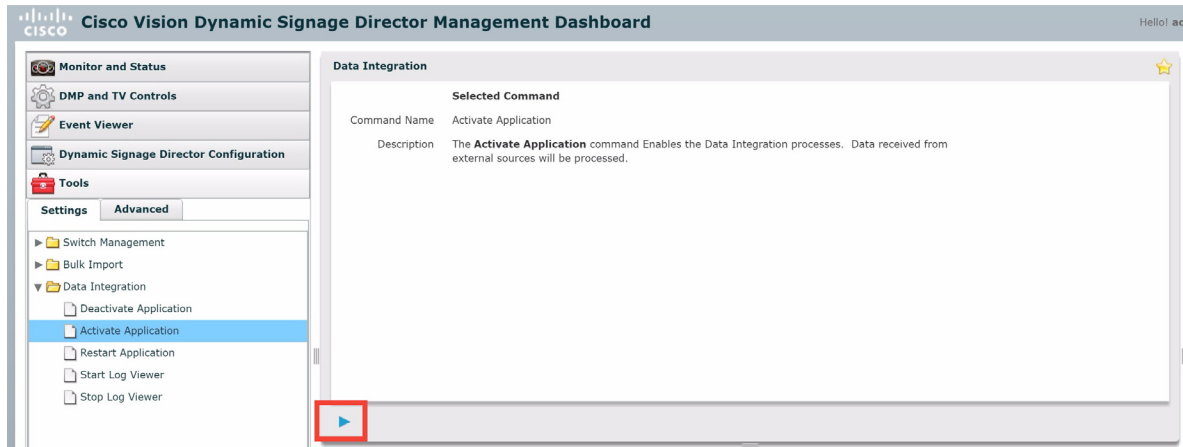 CISCO
Cisco Vision Dynamic Signage Director Management Dashboard
Hello!
Monitor and Status
DMP and TV Controls
Event Viewer
Dynamic Signage Director Configuration
Tools
Settings
Advanced
Switch Management
Bulk Import
Data Integration
Deactivate Application
Activate Application
Restart Application
Start Log Viewer
Stop Log Viewer
Data Integration
Selected Command
Command Name Activate Application
Description The Activate Application command Enables the Data Integration processes. Data received from
external sources will be processed.